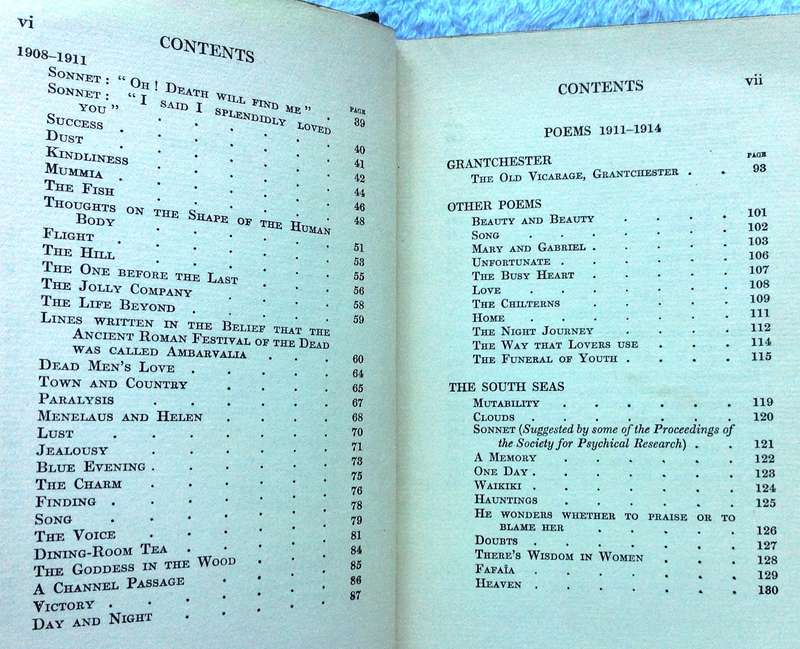 vi
CONTENTS
1908–1911
PAGE
Sonnet: "Oh! Death will find me" . 39
Sonnet: "I said I splendidly loved
you" . . . . . . 40
Success . . . . . . 41
Dust . . . . . . 42
Kindliness . . . . . 44
Mummia . . . . . . 46
The Fish . . . . . . 48
Thoughts on the Shape of the Human
Body . . . . . . 51
Flight . . . . . . 53
The Hill . . . . . . 55
The One before the Last . . . 56
The Jolly Company . . . . 58
The Life Beyond . . . . . 59
Lines written in the Belief that the
Ancient Roman Festival of the Dead
was called Ambarvalia . . . 60
Dead Men's Love . . . . . 64
Town and Country . . . . 65
Paralysis . . . . . . 67
Menelaus and Helen . . . . 68
Lust . . . . . . 70
Jealousy . . . . . . 71
Blue Evening . . . . . . 73
The Charm . . . . . . 75
Finding . . . . . . 76
Song . . . . . . 78
The Voice . . . . . . 79
Dining-Room Tea . . . . . 81
The Goddess in the Wood . . . 84
A Channel Passage . . . . 85
Victory . . . . . . 86
Day and Night . . . . . 87
CONTENTS
vii
POEMS 1911–1914
GRANTCHESTER PAGE
The Old Vicarage, Grantchester . . 93
OTHER POEMS
Beauty and Beauty . . . . 101
Song . . . . . . 102
Mary and Gabriel . . . . . 103
Unfortunate . . . . . . 106
The Busy Heart . . . . . 107
Love . . . . . . 108
The Chilterns . . . . . 109
Home . . . . . . 111
The Night Journey . . . . 112
The Way that Lovers use . . . 114
The Funeral of Youth . . . . 115
THE SOUTH SEAS
Mutability . . . . . . 119
Clouds . . . . . . 120
Sonnet (Suggested by some of the Proceedings of
the Society for Psychical Research) . . 121
A Memory . . . . . . 122
One Day . . . . . . 123
Waikiki . . . . . . 124
Hauntings . . . . . . 125
He wonders whether to praise or to
blame her . . . . . 126
Doubts . . . . . . 127
There's Wisdom in Women . . . 128
Fafaïa . . . . . . 129
Heaven . . . . . . 130